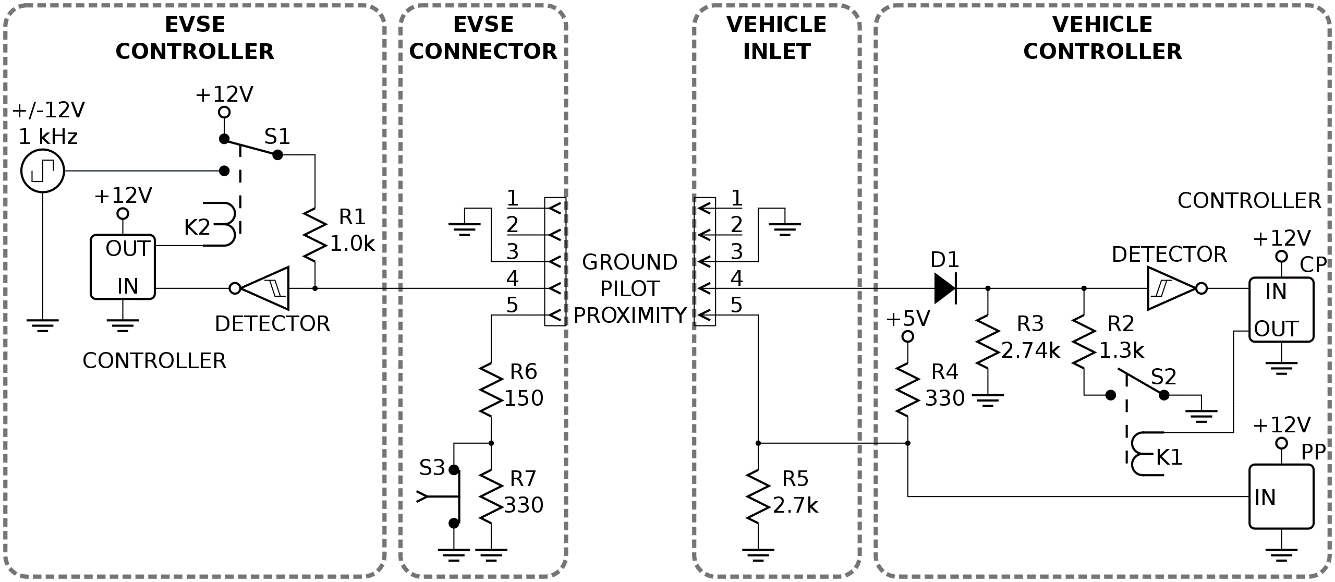 EVSE
CONTROLLER
+/-12V
1 kHz
+12V
S1
+12V
K2
R1
1.0k
OUT
IN
DETECTOR
CONTROLLER
EVSE
CONNECTOR
1
2
3
4
5
R6
150
S3
R7
330
GROUND
PILOT
PROXIMITY
VEHICLE
INLET
1
2
3
4
5
R5
2.7k
VEHICLE
CONTROLLER
CONTROLLER
D1
DETECTOR
+12V
CP
IN
OUT
+5V
R3
2.74k
R2
1.3k
R4
330
S2
K1
+12V
PP
IN